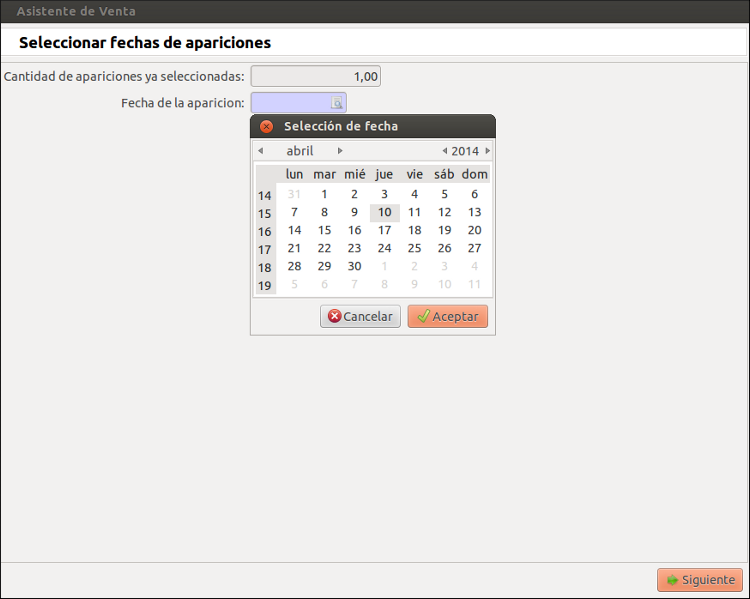 Asistente de Venta
Seleccionar fechas de apariciones
Cantidad de apariciones ya seleccionadas: 1,00
Fecha de la aparicion:
Selección de fecha
abril 2014
lun mar mié jue vie sáb dom
14 31 1 2 3 4 5 6
15 7 8 9 10 11 12 13
16 14 15 16 17 18 19 20
17 21 22 23 24 25 26 27
18 28 29 30 1 2 3 4
19 5 6 7 8 9 10 11
Cancelar Aceptar
Siguiente